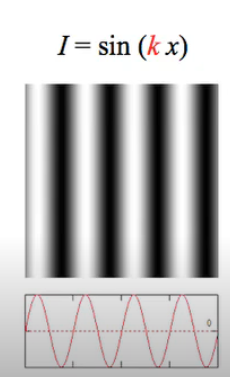 I = sin (k x)
0